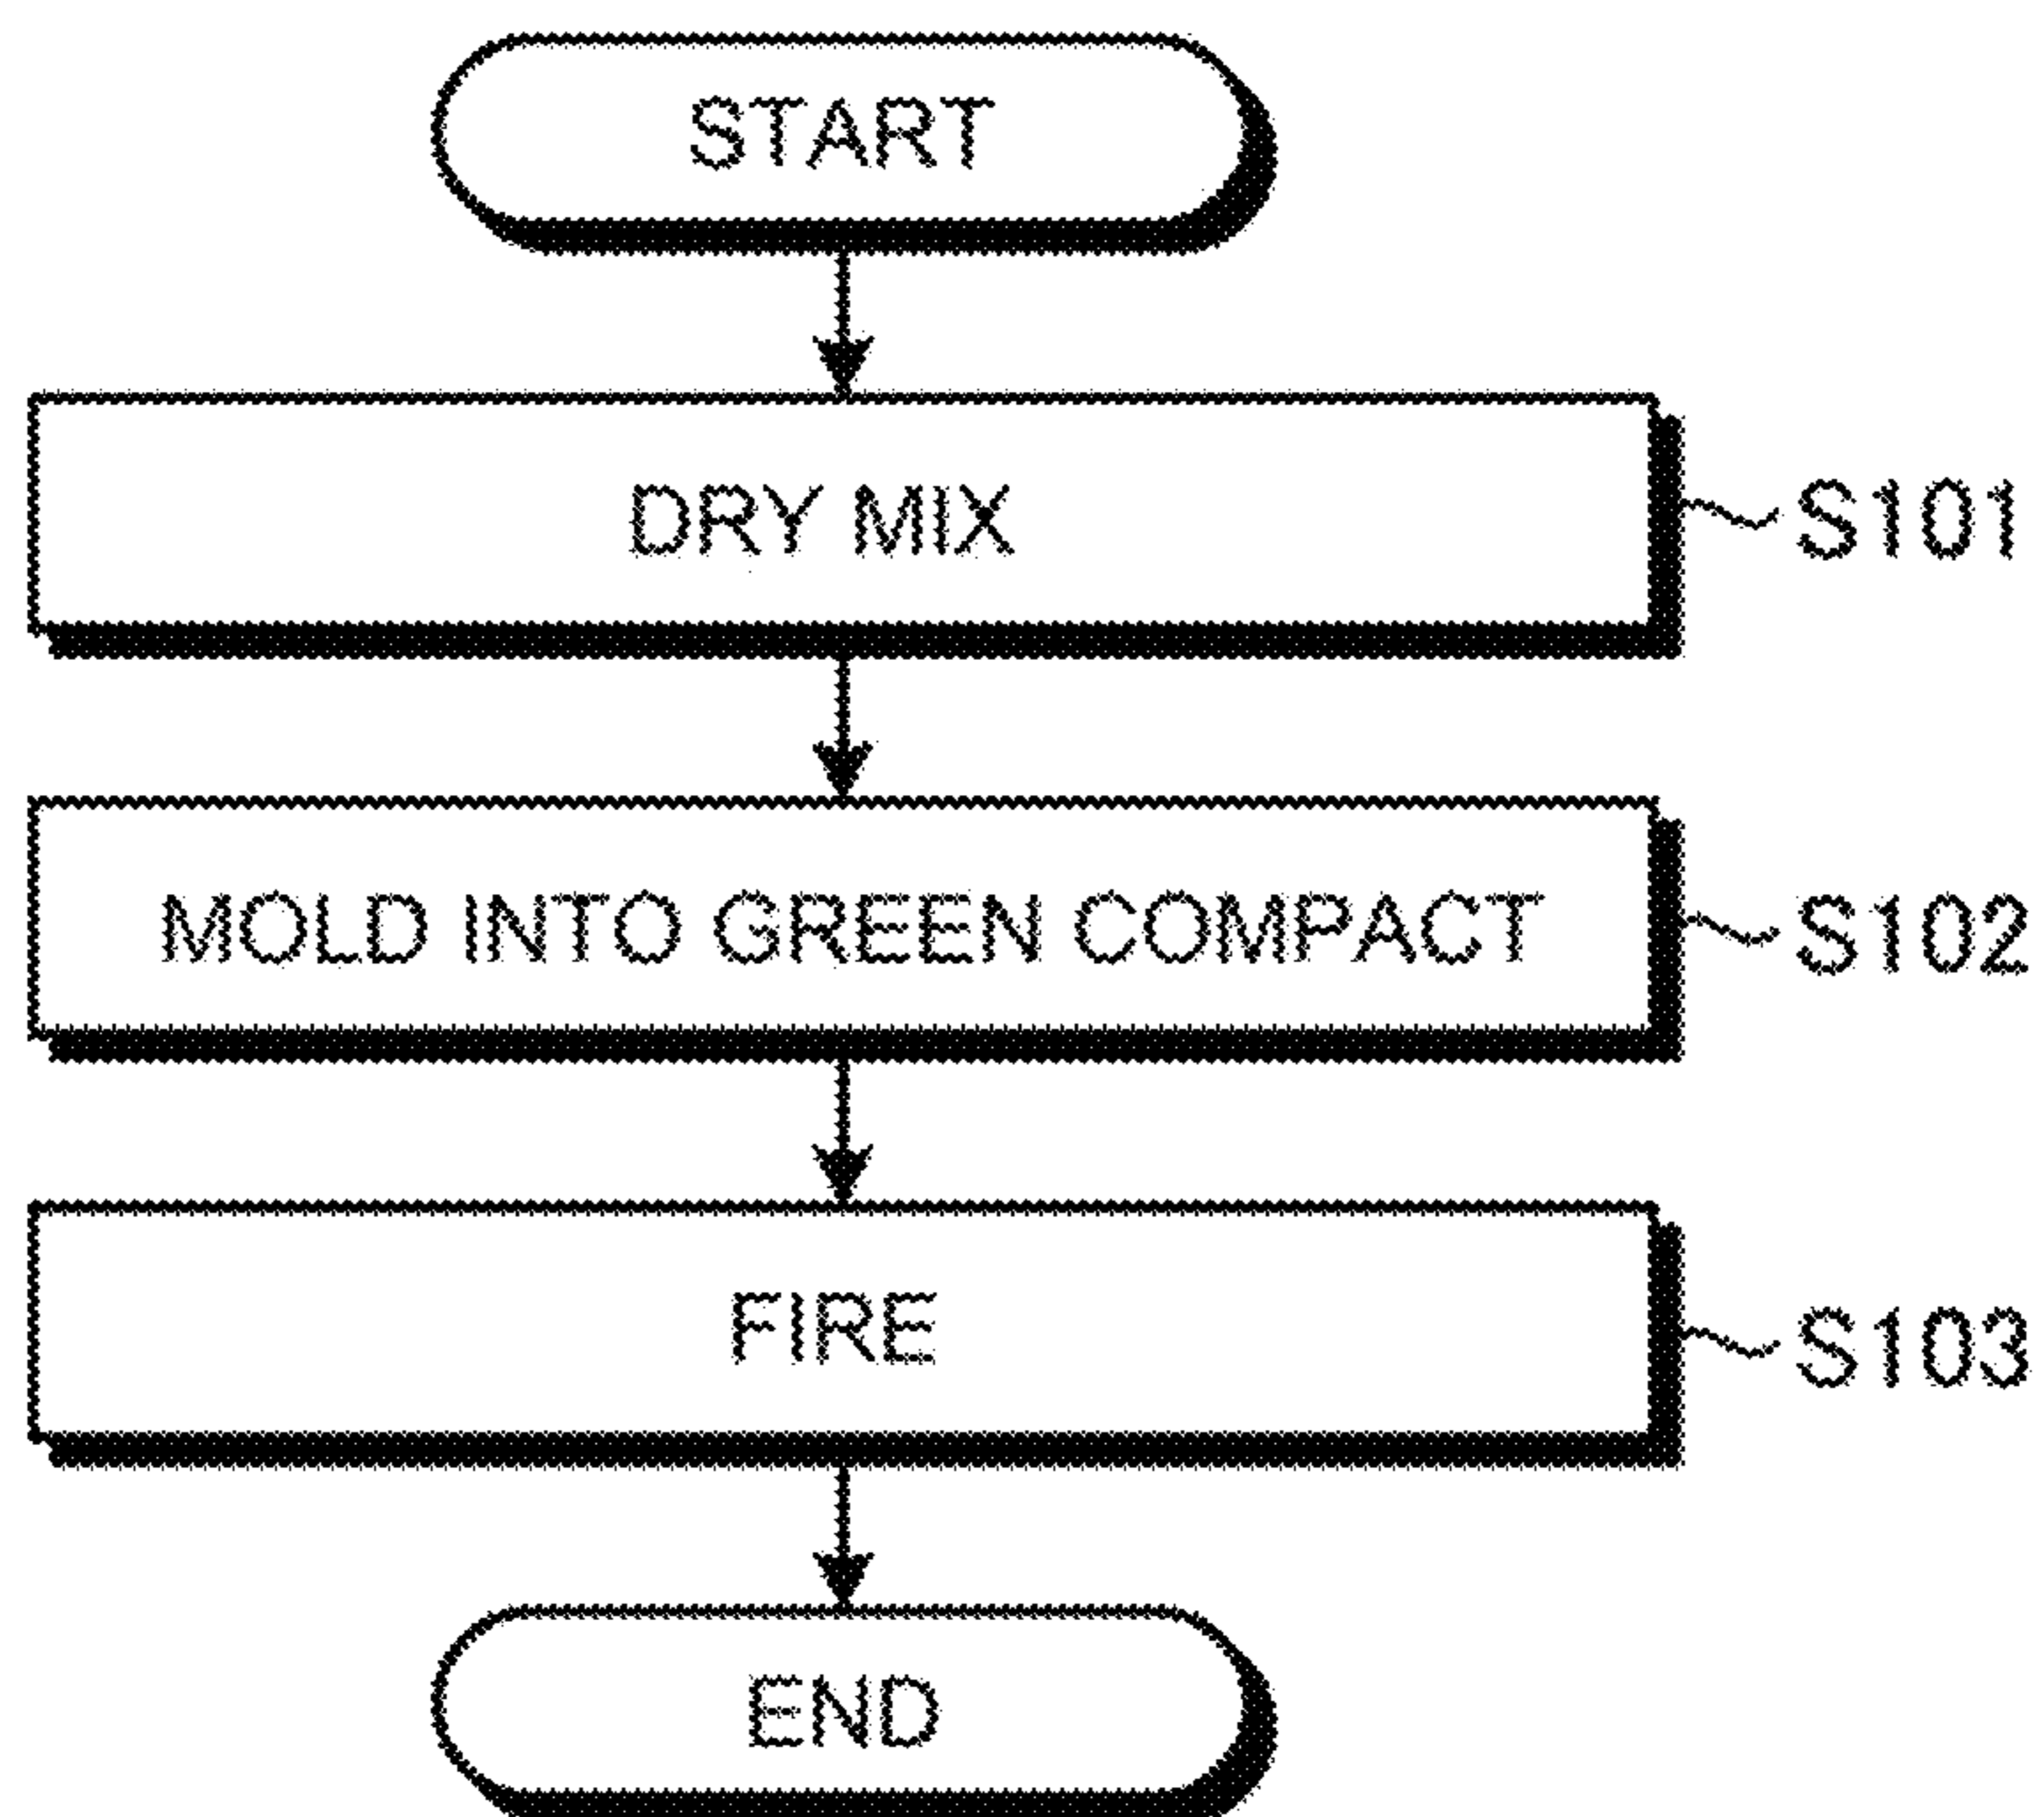 START
DRY MIX
S101
MOLD INTO GREEN COMPACT
S102
FIRE
S103
END